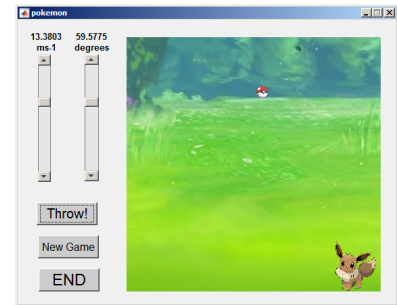 pokemon
13.3803 59.5775
ms-1 degrees
Throw!
New Game
END